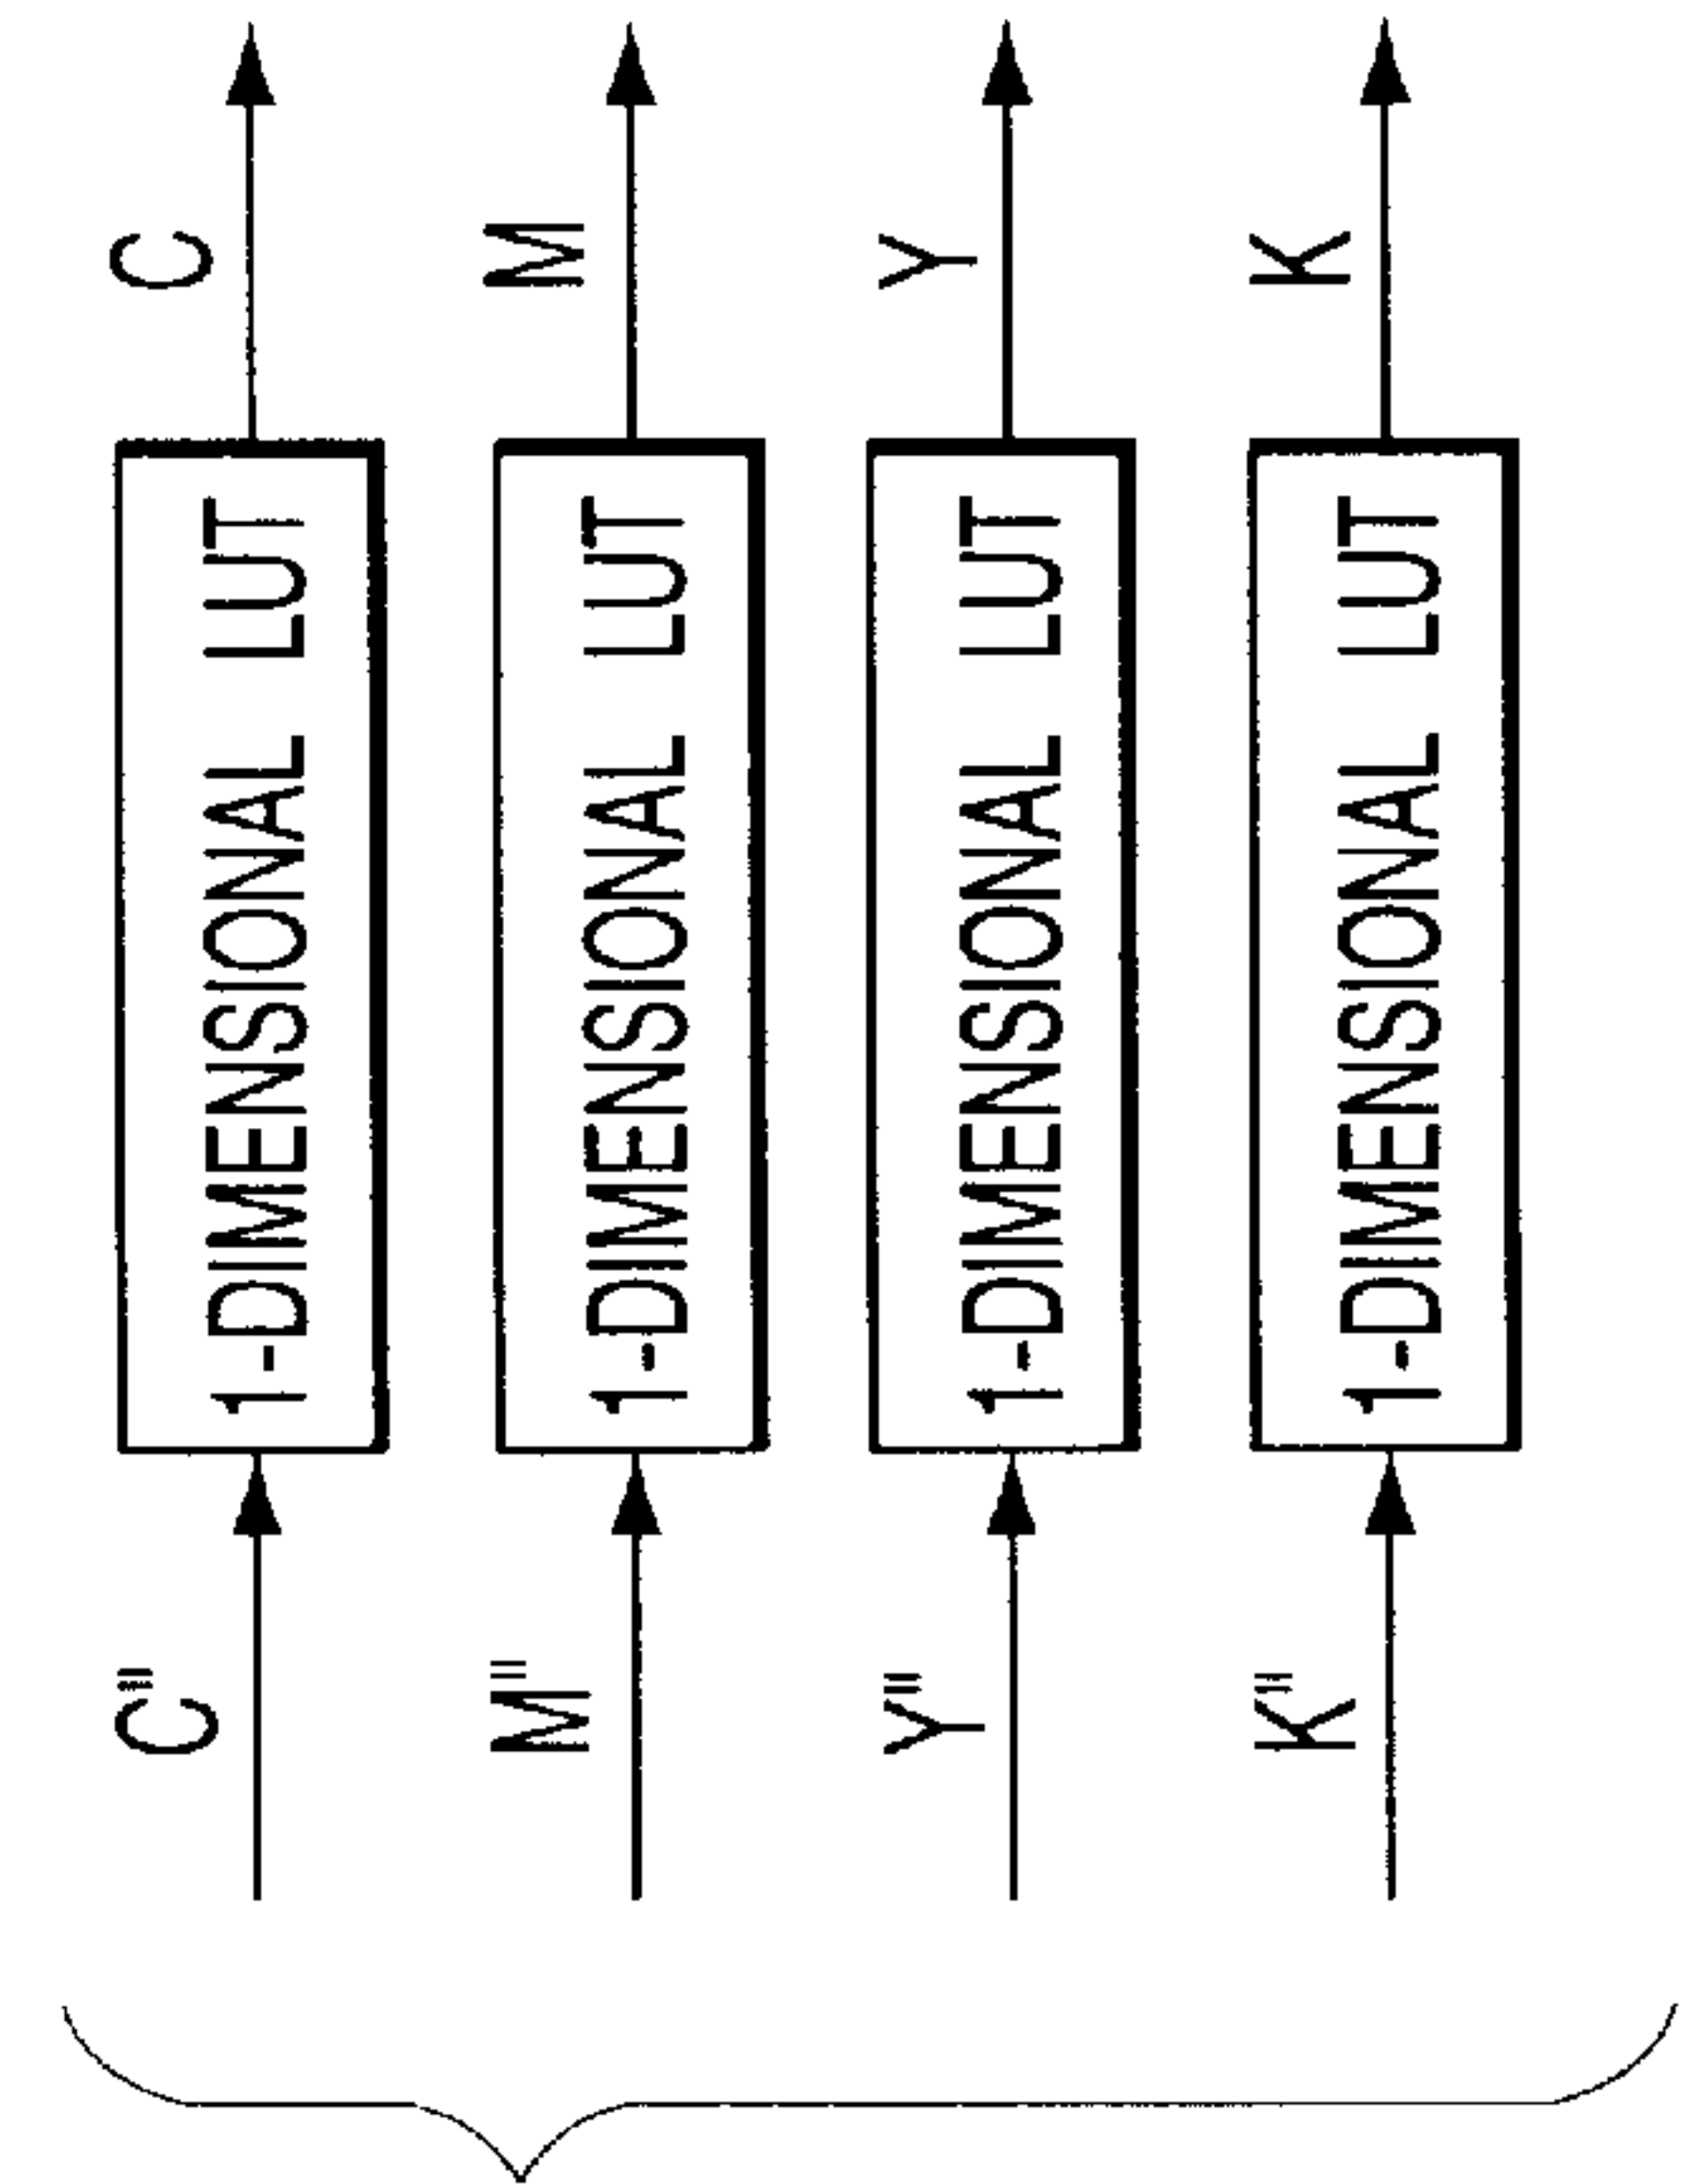 C" 1-DIMENSIONAL LUT C
M" 1-DIMENSIONAL LUT M
Y" 1-DIMENSIONAL LUT Y
K" 1-DIMENSIONAL LUT K